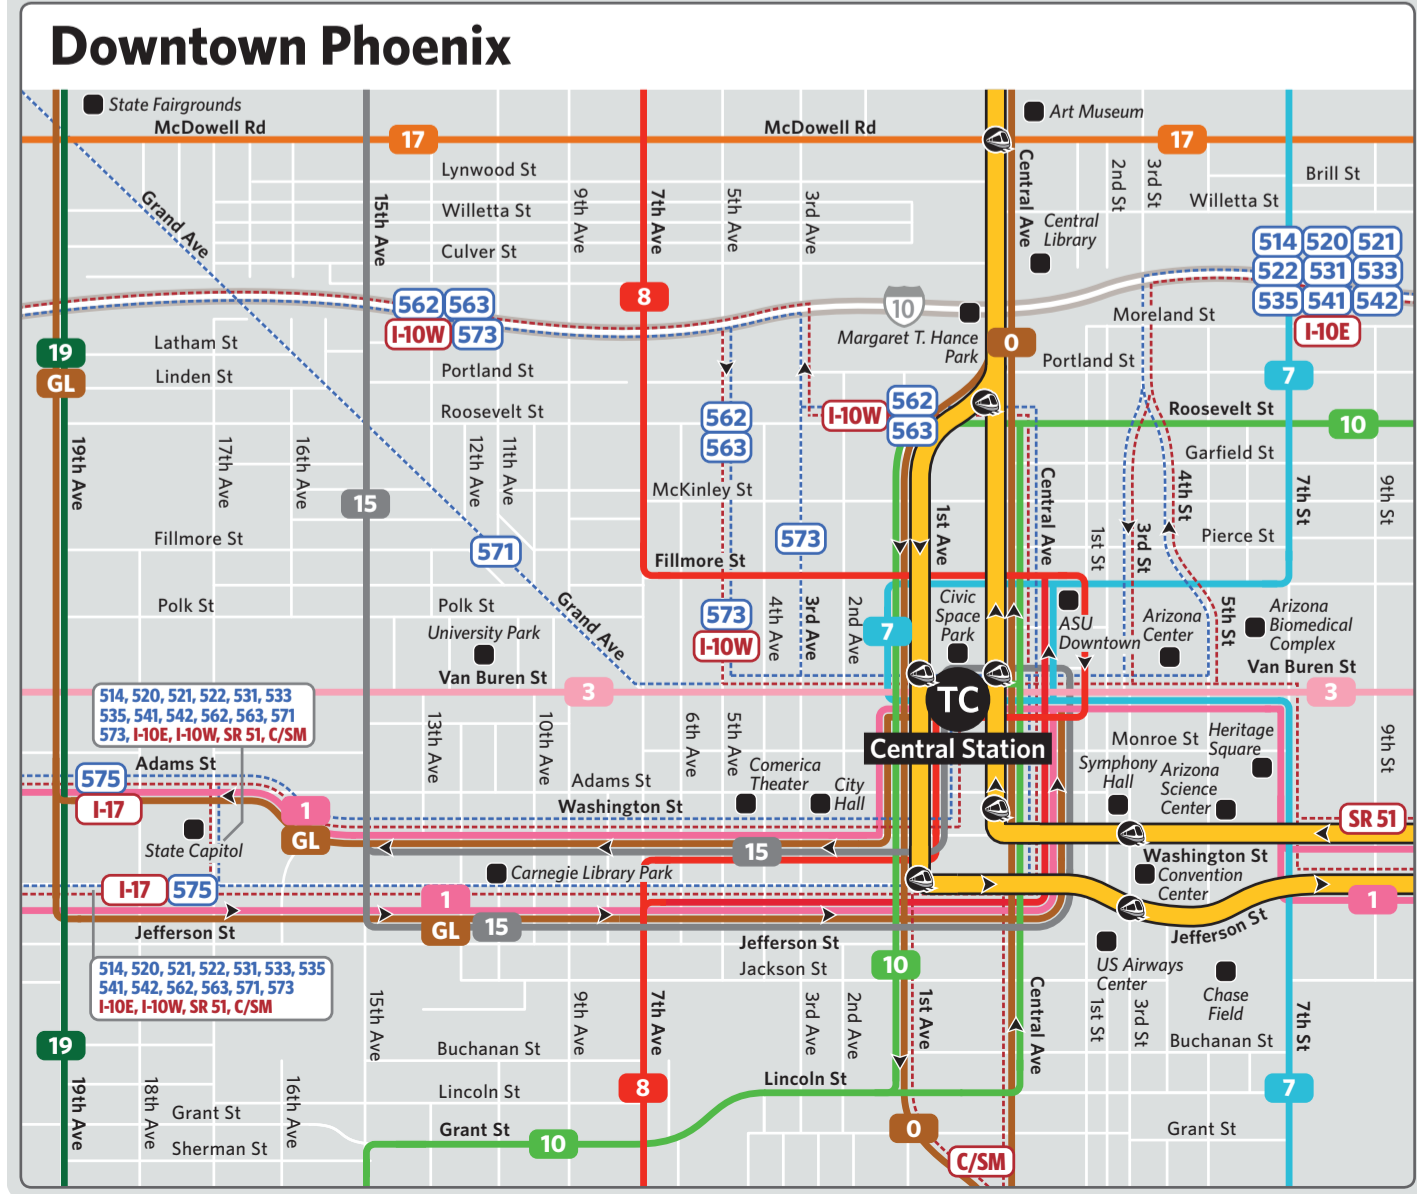 Downtown Phoenix
State Fairgrounds
Art Museum
McDowell Rd
McDowell Rd
17
17
Lynwood St
Brill St
Willetta St
Willetta St
Culver St
Grand Ave
15th Ave
9th Ave
7th Ave
5th Ave
3rd Ave
Central Ave
2nd St
3rd St
Central
Library
514 520 521
522 531 533
535 541 542
I-10E
562 563
I-10W 573
8
10
Margaret T. Hance
Park
0
Moreland St
19
GL
Latham St
Linden St
Portland St
Portland St
7
Roosevelt St
Roosevelt St
10
562
563
I-10W
562
563
Garfield St
19th Ave
17th Ave
16th Ave
12th Ave
11th Ave
15
McKinley St
1st Ave
Central Ave
1st St
3rd St
4th St
7th St
9th St
Fillmore St
571
573
Pierce St
Fillmore St
Polk St
Polk St
University Park
Grand Ave
573
I-10W
4th Ave
3rd Ave
2nd Ave
7
Civic
Space
Park
ASU
Downtown
Arizona
Center
5th St
Arizona
Biomedical
Complex
Van Buren St
Van Buren St
3
3
TC
Central Station
514, 520, 521, 522, 531, 533
535, 541, 542, 562, 563, 571
573, I-10E, I-10W, SR 51, C/SM
13th Ave
10th Ave
6th Ave
5th Ave
Monroe St
Heritage
Square
9th St
Adams St
575
I-17
Adams St
Comerica
Theater
City
Hall
Symphony
Hall
Arizona
Science
Center
Washington St
1
GL
State Capitol
15
SR 51
Washington St
Convention
Center
Carnegie Library Park
I-17 575
1
GL
15
1
Jefferson St
Jefferson St
Jefferson St
Jackson St
10
US Airways
Center
Chase
Field
514, 520, 521, 522, 531, 533, 535
541, 542, 562, 563, 571, 573
I-10E, I-10W, SR 51, C/SM
15th Ave
9th Ave
7th Ave
3rd Ave
2nd Ave
1st Ave
Central Ave
1st St
3rd St
7th St
19
Buchanan St
Buchanan St
19th Ave
18th Ave
16th Ave
Lincoln St
Lincoln St
8
7
Grant St
Grant St
10
0
Grant St
Sherman St
C/SM